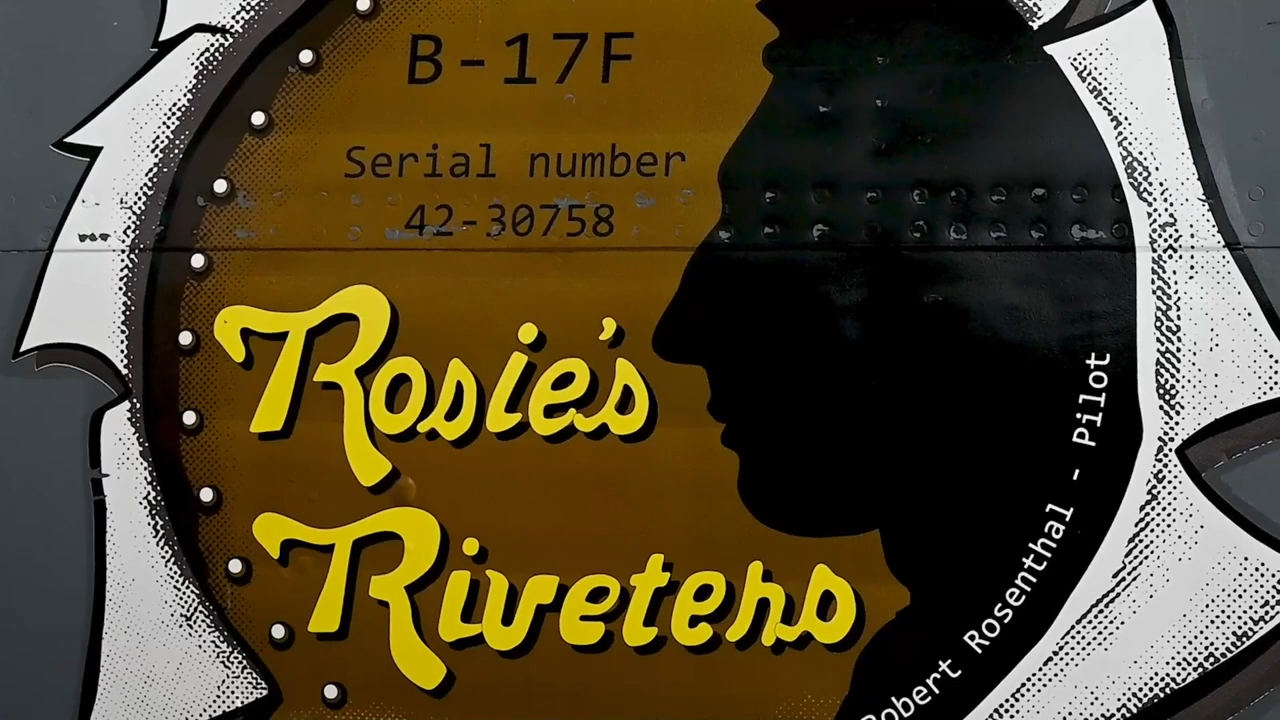 B-17F
Serial number
42-30758
Rosie's
Riveters
Robert Rosenthal - Pilot